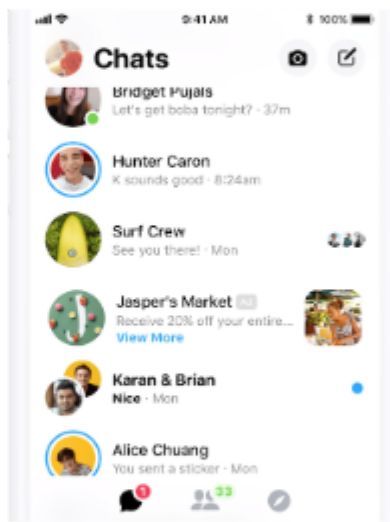 9:41 AM
100%
Chats
Bridget Pujals
Let's get boba tonight? · 37m
Hunter Caron
K sounds good · 8:24am
Surf Crew
See you there! · Mon
Jasper's Market Ad
Receive 20% off your entire...
View More
Karan & Brian
Nice · Mon
Alice Chuang
You sent a sticker · Mon
1
33